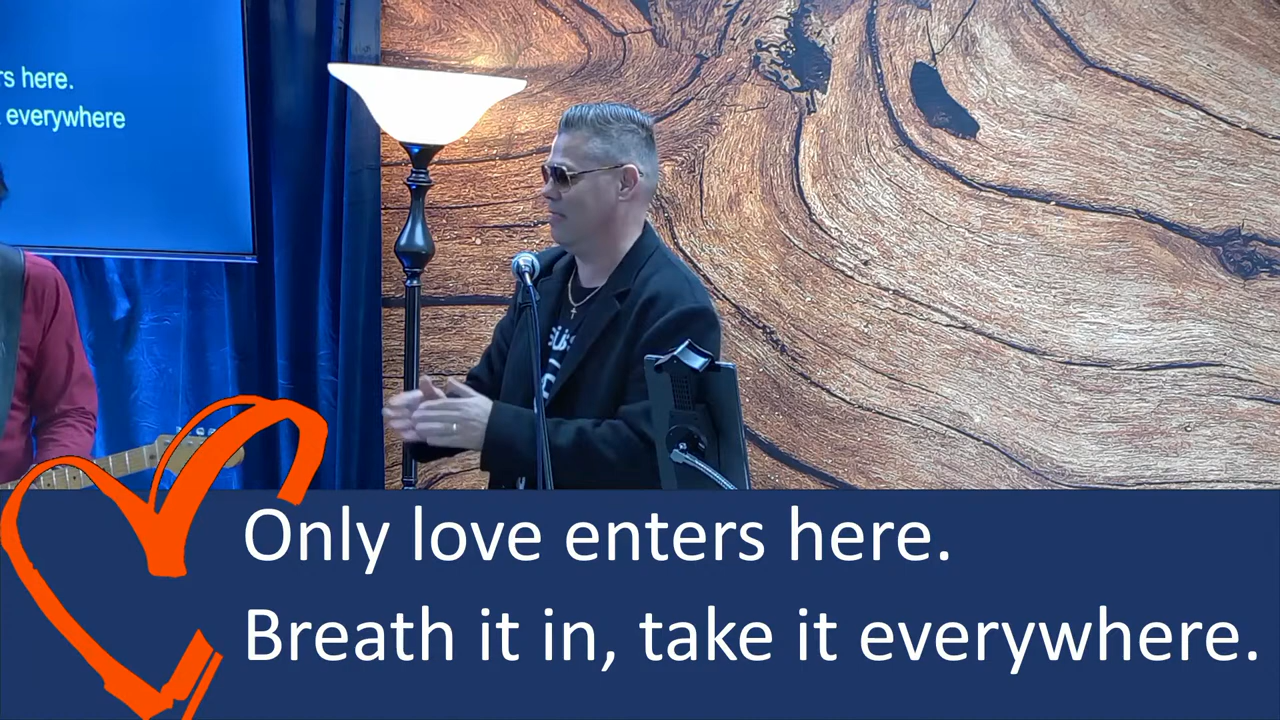 rs here.
everywhere
Only love enters here.
Breath it in, take it everywhere.